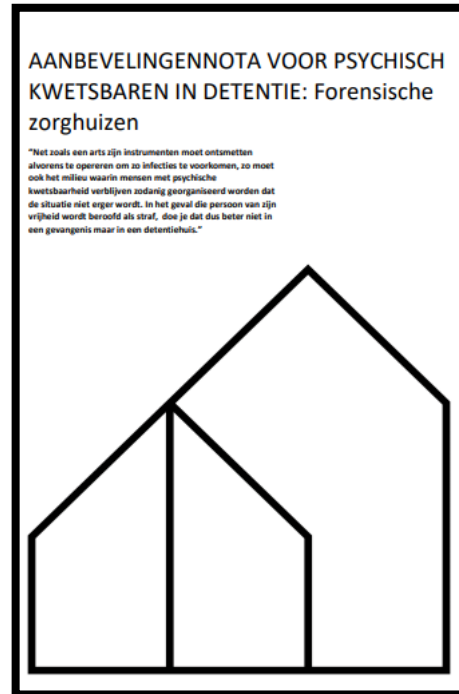 AANBEVELINGENNOTA VOOR PSYCHISCH
KWETSBAREN IN DETENTIE: Forensische
zorghuizen
"Net zoals een arts zijn instrumenten moet ontsmetten
alvorens te opereren om zo infecties te voorkomen, zo moet
ook het milieu waarin mensen met psychische
kwetsbaarheid verblijven zodanig georganiseerd worden dat
de situatie niet erger wordt. In het geval die persoon van zijn
vrijheid wordt beroofd als straf, doe je dat dus beter niet in
een gevangenis maar in een detentiehuis."